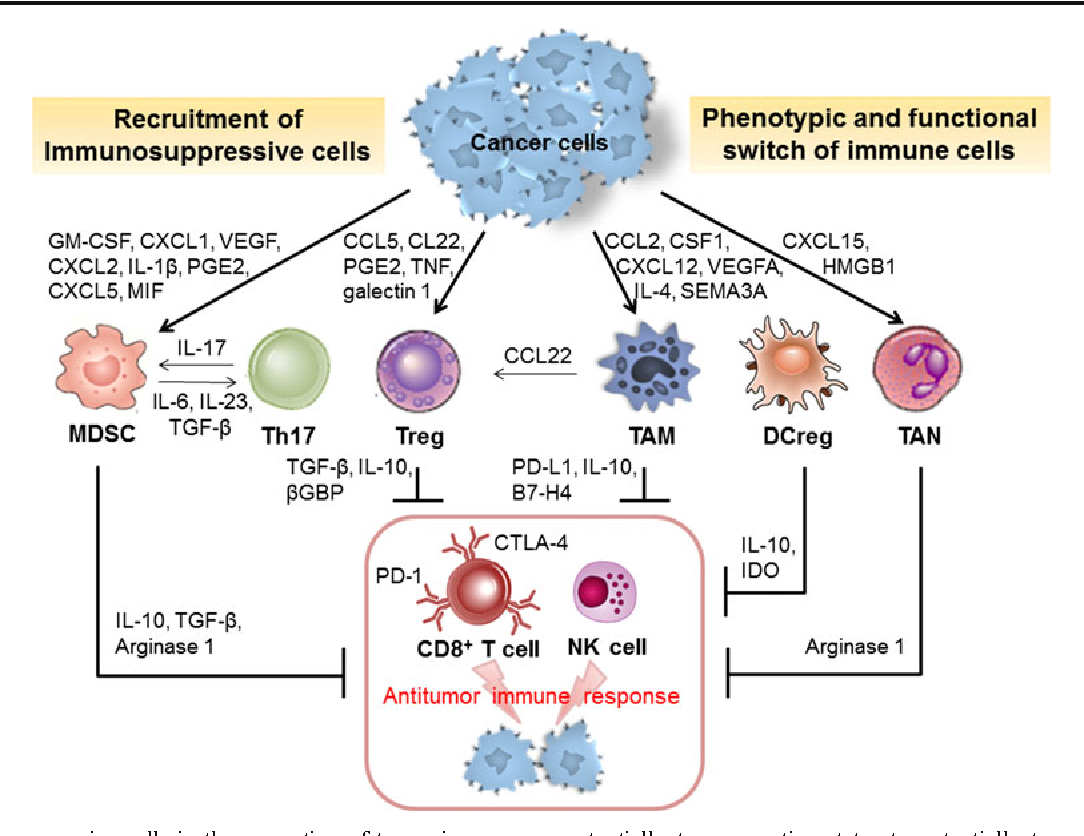 Recruitment of
Immunosuppressive cells
Cancer cells
Phenotypic and functional
switch of immune cells
GM-CSF, CXCL1, VEGF,
CXCL2, IL-1β, PGE2,
CXCL5, MIF
CCL5, CL22,
PGE2, TNF,
galectin 1
CCL2, CSF1,
CXCL12, VEGFA,
IL-4, SEMA3A
CXCL15,
HMGB1
IL-17
IL-6, IL-23,
TGF-β
CCL22
MDSC
Th17
Treg
TAM
DCreg
TAN
TGF-β, IL-10,
βGBP
PD-L1, IL-10,
B7-H4
CTLA-4
PD-1
CD8⁺ T cell
NK cell
IL-10,
IDO
IL-10, TGF-β,
Arginase 1
Arginase 1
Antitumor immune response